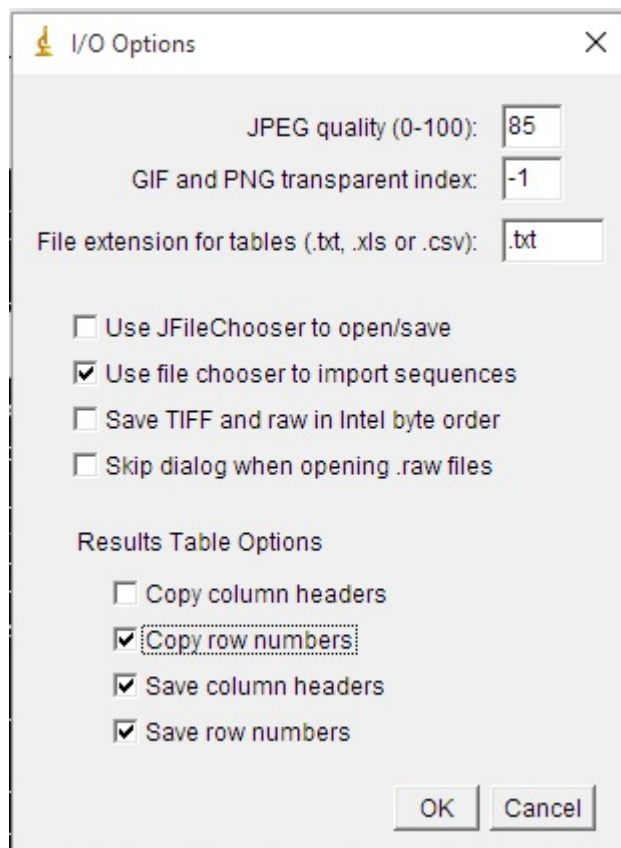 I/O Options
JPEG quality (0-100): 85
GIF and PNG transparent index: -1
File extension for tables (.txt, .xls or .csv): .txt
Use JFileChooser to open/save
Use file chooser to import sequences
Save TIFF and raw in Intel byte order
Skip dialog when opening .raw files
Results Table Options
Copy column headers
Copy row numbers
Save column headers
Save row numbers
OK Cancel